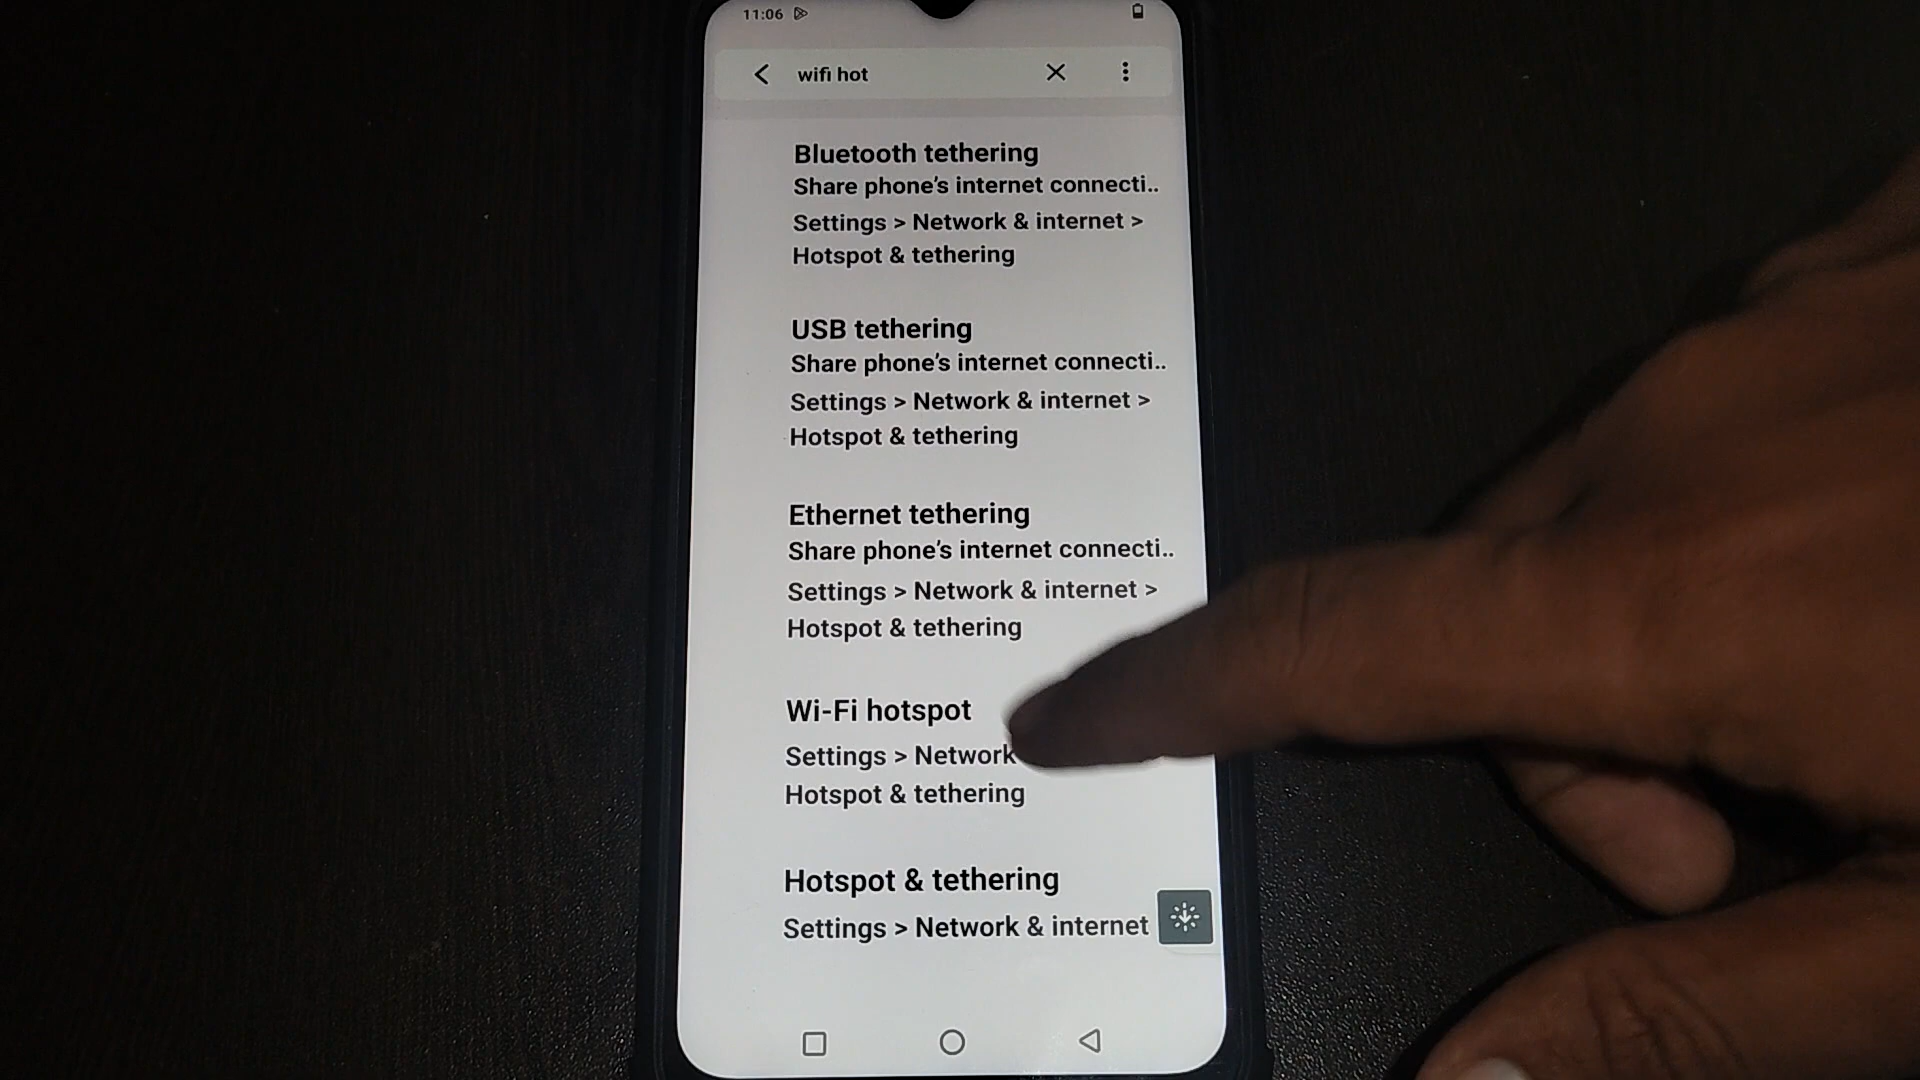 11:06
wifi hot
Bluetooth tethering
Share phone's internet connecti..
Settings > Network & internet >
Hotspot & tethering
USB tethering
Share phone's internet connecti..
Settings > Network & internet >
Hotspot & tethering
Ethernet tethering
Share phone's internet connecti..
Settings > Network & internet >
Hotspot & tethering
Wi-Fi hotspot
Settings > Network
Hotspot & tethering
Hotspot & tethering
Settings > Network & internet